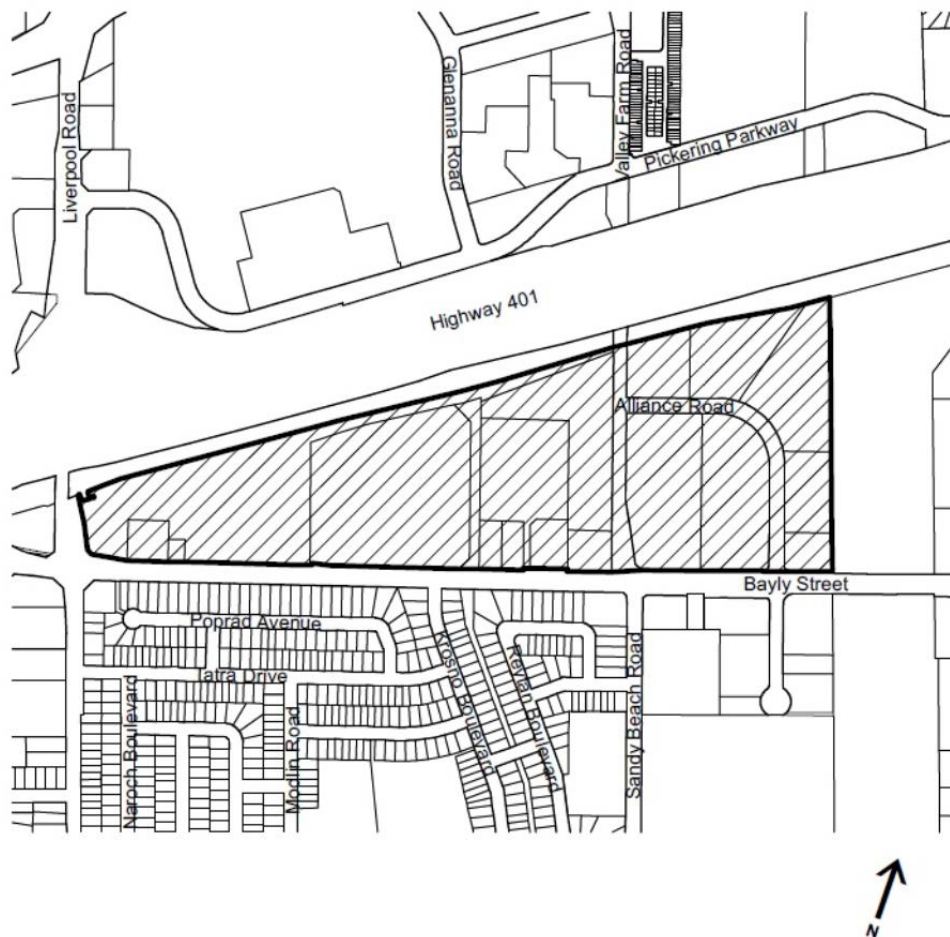 Liverpool Road
Glenanna Road
Valley Farm Road
Pickering Parkway
Highway 401
Alliance Road
Bayly Street
Poprad Avenue
Tatra Drive
Naroch Boulevard
Modlin Road
Krosno Boulevard
Reytan Boulevard
Sandy Beach Road
N